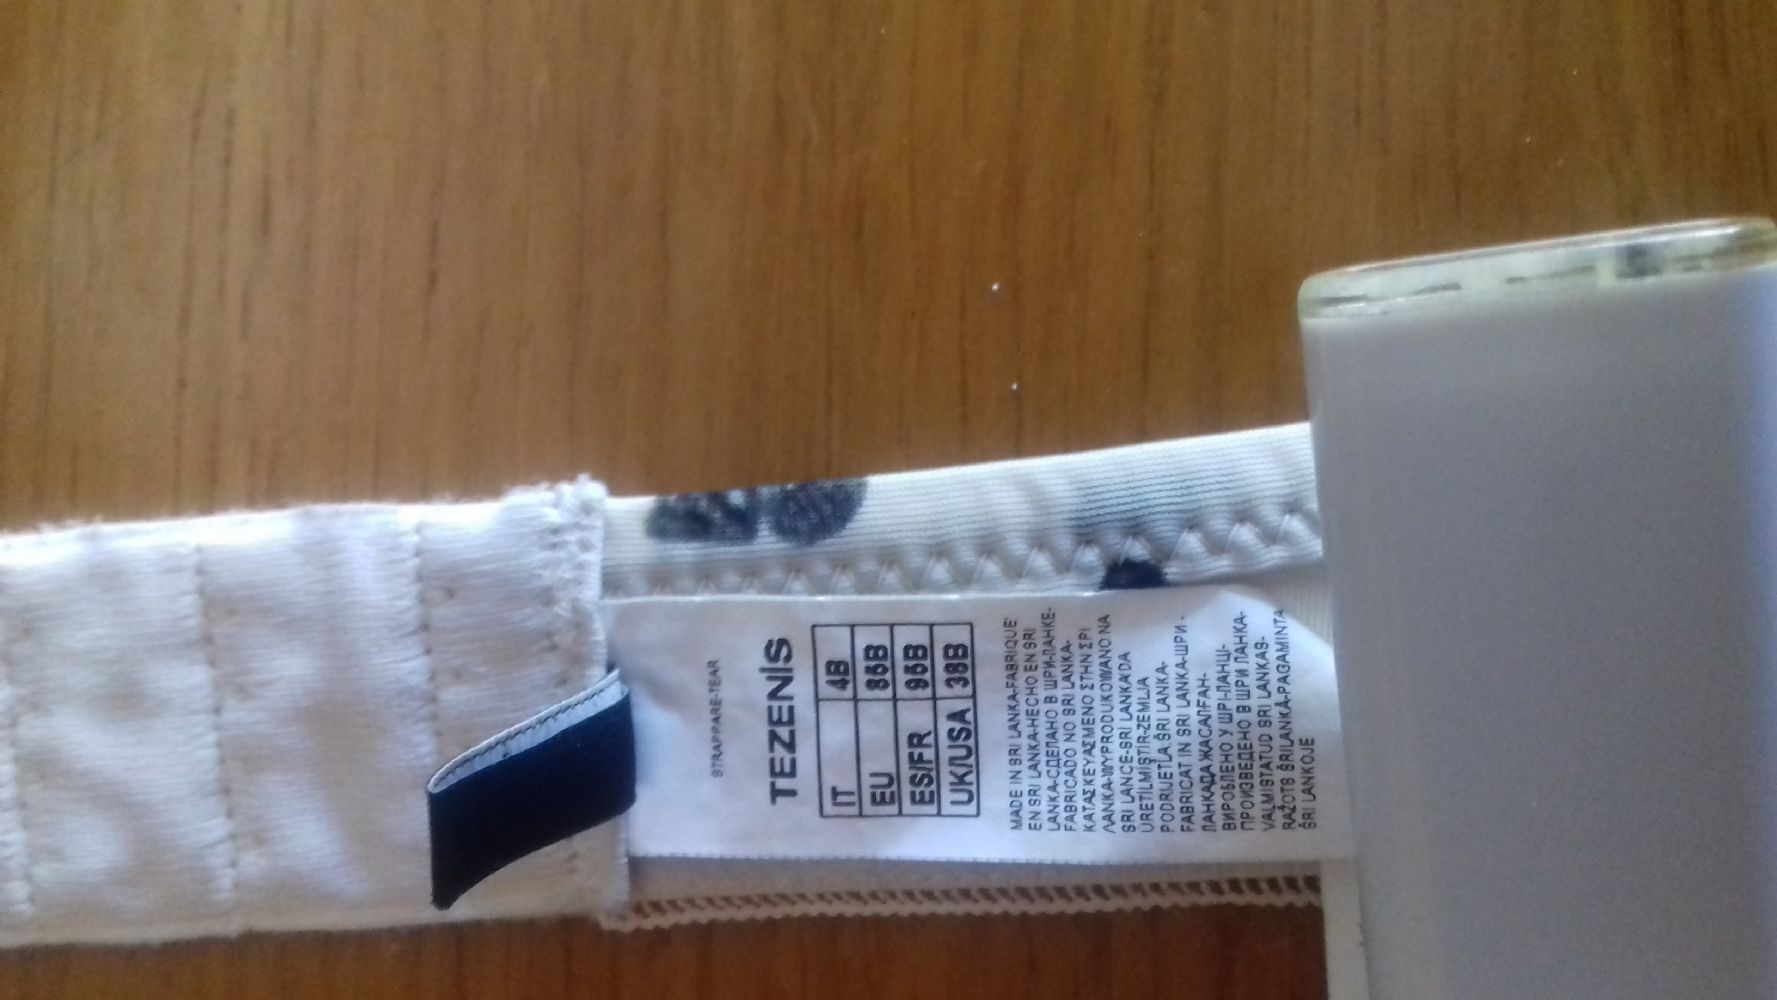 STRAPPARE-TEAR
TEZENIS
IT 4B
EU 85B
ES/FR 95B
UK/USA 38B
MADE IN SRI LANKA-FABRIQUE'
EN SRI LANKA-HECHO EN SRI
LANKA-СДЕЛАНО В ШРИ-ЛАНКЕ-
FABRICADO NO SRI LANKA-
ΚΑΤΑΣΚΕΥΑΣΜΕΝΟ ΣΤΗΝ ΣΡΙ
ΛΑΝΚΑ-WYPRODUKOWANO NA
SRI LANCE-SRI LANKA'DA
ÜRETİLMİŞTİR-ZEMLJA
PODRIJETLA ŠRI LANKA-
FABRICAT IN SRI LANKA-ШРИ -
ЛАНКАДА ЖАСАЛҒАН-
ВИРОБЛЕНО У ШРІ-ЛАНЦІ-
ПРОИЗВЕДЕНО В ШРИ ЛАНКА-
VALMISTATUD SRI LANKAS-
RAŽOTS ŠRILANKĀ-PAGAMINTA
ŠRI LANKOJE